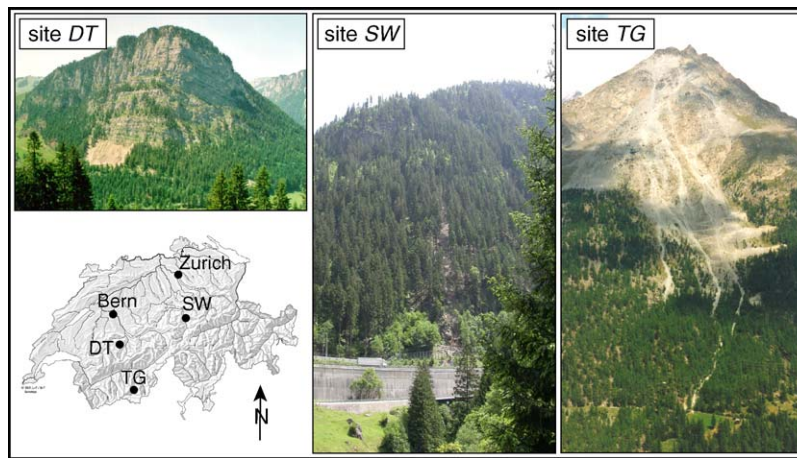 site DT
site SW
site TG
Zurich
Bern
SW
DT
TG
N